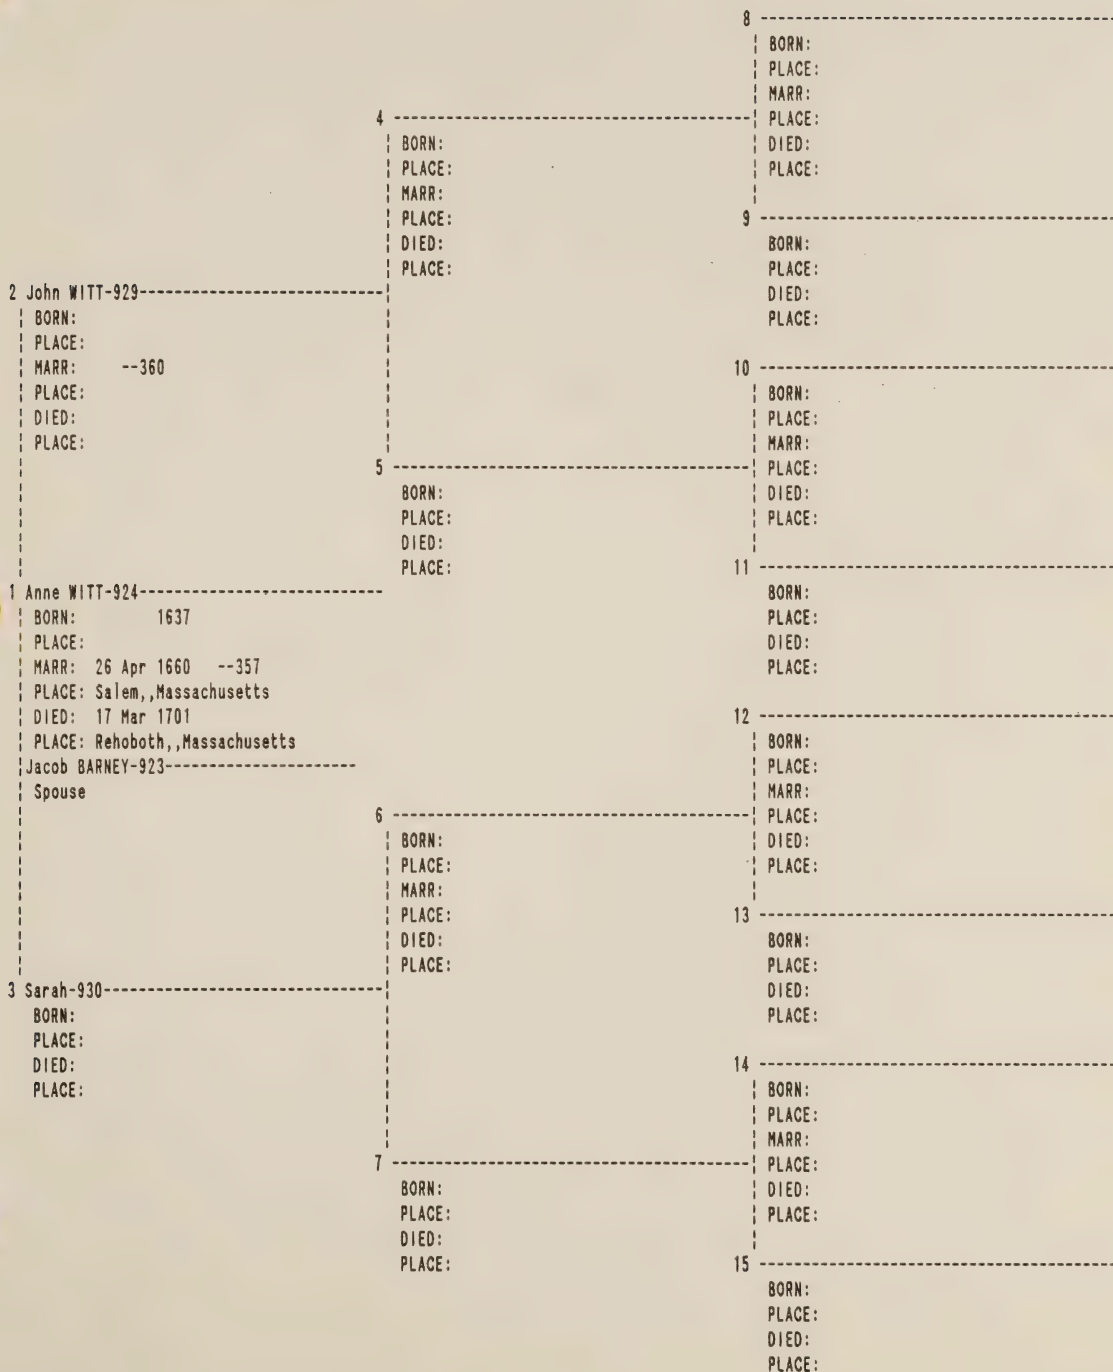 8 ------------------------------------
BORN:
PLACE:
MARR:
4 ------------------------------------ PLACE:
BORN: DIED:
PLACE: PLACE:
MARR:
PLACE: 9 ------------------------------------
DIED: BORN:
PLACE: PLACE:
2 John WITT-929--------------------------- DIED:
BORN: PLACE:
PLACE:
MARR: --360 10 ------------------------------------
PLACE: BORN:
DIED: PLACE:
PLACE: MARR:
5 ------------------------------------ PLACE:
BORN: DIED:
PLACE: PLACE:
DIED:
PLACE: 11 ------------------------------------
1 Anne WITT-924--------------------------- BORN:
BORN: 1637 PLACE:
PLACE: DIED:
MARR: 26 Apr 1660 --357 PLACE:
PLACE: Salem,,Massachusetts
DIED: 17 Mar 1701 12 ------------------------------------
PLACE: Rehoboth,,Massachusetts BORN:
Jacob BARNEY-923--------------------- PLACE:
Spouse MARR:
6 ------------------------------------ PLACE:
BORN: DIED:
PLACE: PLACE:
MARR:
PLACE: 13 ------------------------------------
DIED: BORN:
PLACE: PLACE:
3 Sarah-930------------------------------- DIED:
BORN: PLACE:
PLACE:
DIED: 14 ------------------------------------
PLACE: BORN:
PLACE:
MARR:
7 ------------------------------------ PLACE:
BORN: DIED:
PLACE: PLACE:
DIED:
PLACE: 15 ------------------------------------
BORN:
PLACE:
DIED:
PLACE: